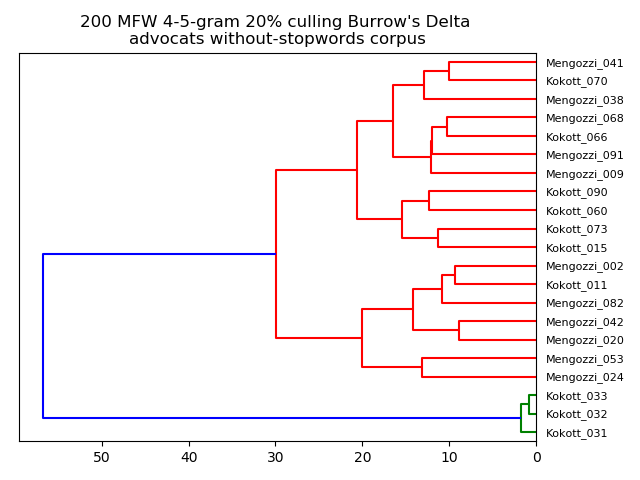 200 MFW 4-5-gram 20% culling Burrow's Delta
advocats without-stopwords corpus
Mengozzi_041
Kokott_070
Mengozzi_038
Mengozzi_068
Kokott_066
Mengozzi_091
Mengozzi_009
Kokott_090
Kokott_060
Kokott_073
Kokott_015
Mengozzi_002
Kokott_011
Mengozzi_082
Mengozzi_042
Mengozzi_020
Mengozzi_053
Mengozzi_024
Kokott_033
Kokott_032
Kokott_031
50 40 30 20 10 0